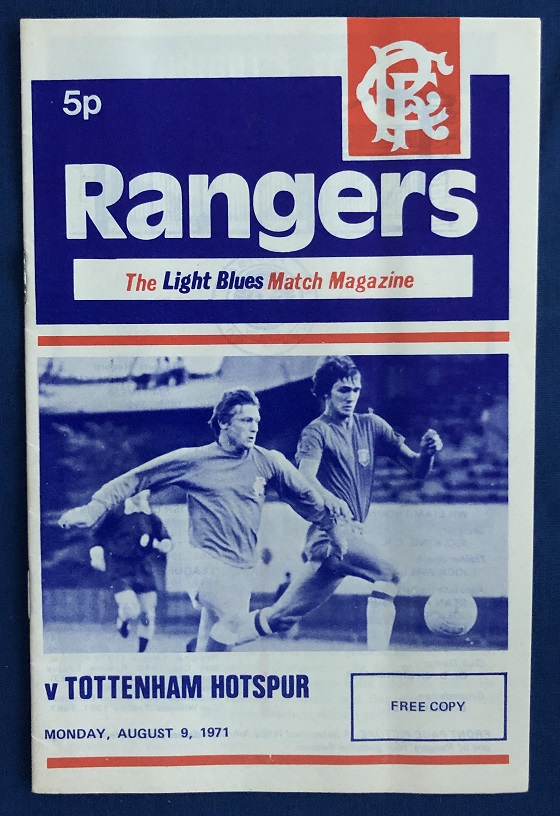 5p
Rangers
The Light Blues Match Magazine
v TOTTENHAM HOTSPUR
FREE COPY
MONDAY, AUGUST 9, 1971